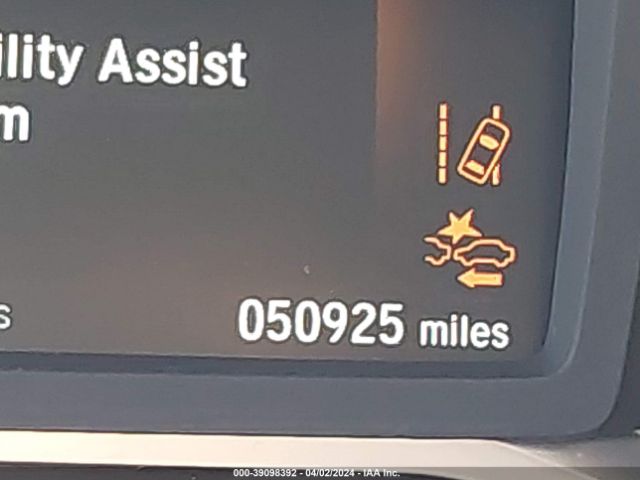 ility Assist
m
s
050925 miles
000-39098392 - 04/02/2024 - IAA Inc.